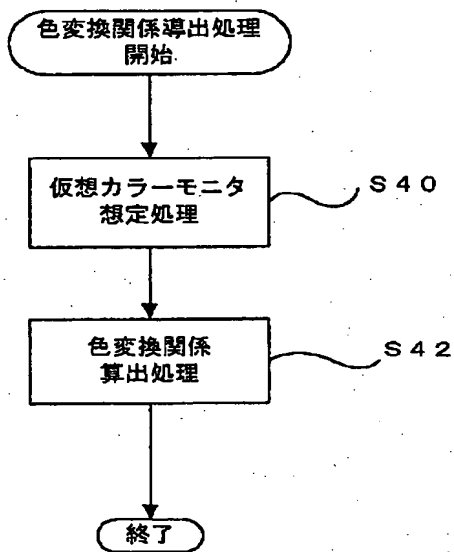 色変換関係導出処理
開始
仮想カラーモニタ
想定処理
S40
色変換関係
算出処理
S42
終了